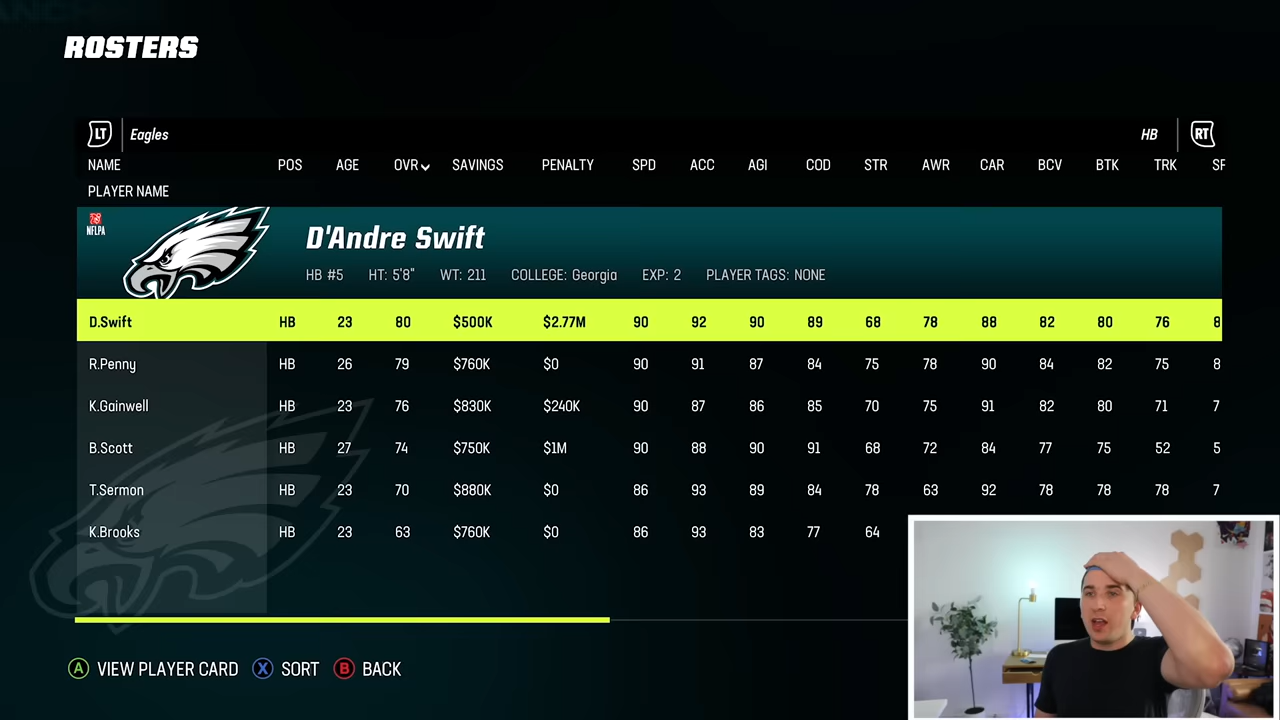 ROSTERS
LT Eagles HB RT
NAME POS AGE OVR SAVINGS PENALTY SPD ACC AGI COD STR AWR CAR BCV BTK TRK SF
PLAYER NAME
NFLPA
D'Andre Swift
HB #5 HT: 5'8" WT: 211 COLLEGE: Georgia EXP: 2 PLAYER TAGS: NONE
D.Swift HB 23 80 $500K $2.77M 90 92 90 89 68 78 88 82 80 76 8
R.Penny HB 26 79 $760K $0 90 91 87 84 75 78 90 84 82 75 8
K.Gainwell HB 23 76 $830K $240K 90 87 86 85 70 75 91 82 80 71 7
B.Scott HB 27 74 $750K $1M 90 88 90 91 68 72 84 77 75 52 5
T.Sermon HB 23 70 $880K $0 86 93 89 84 78 63 92 78 78 78 7
K.Brooks HB 23 63 $760K $0 86 93 83 77 64
A VIEW PLAYER CARD X SORT B BACK